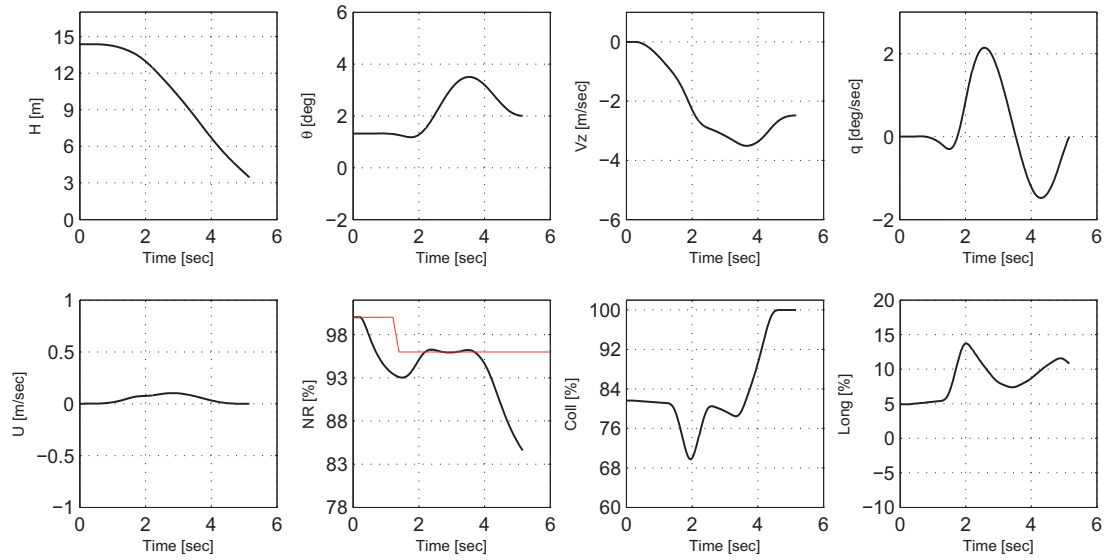 H [m]
15
12
9
6
3
0
0 2 4 6
Time [sec]
θ [deg]
6
4
2
0
−2
0 2 4 6
Time [sec]
Vz [m/sec]
0
−2
−4
−6
0 2 4 6
Time [sec]
q [deg/sec]
2
0
−2
0 2 4 6
Time [sec]
U [m/sec]
1
0.5
0
−0.5
−1
0 2 4 6
Time [sec]
NR [%]
98
93
88
83
78
0 2 4 6
Time [sec]
Coll [%]
100
92
84
76
68
60
0 2 4 6
Time [sec]
Long [%]
20
15
10
5
0
−5
−10
0 2 4 6
Time [sec]